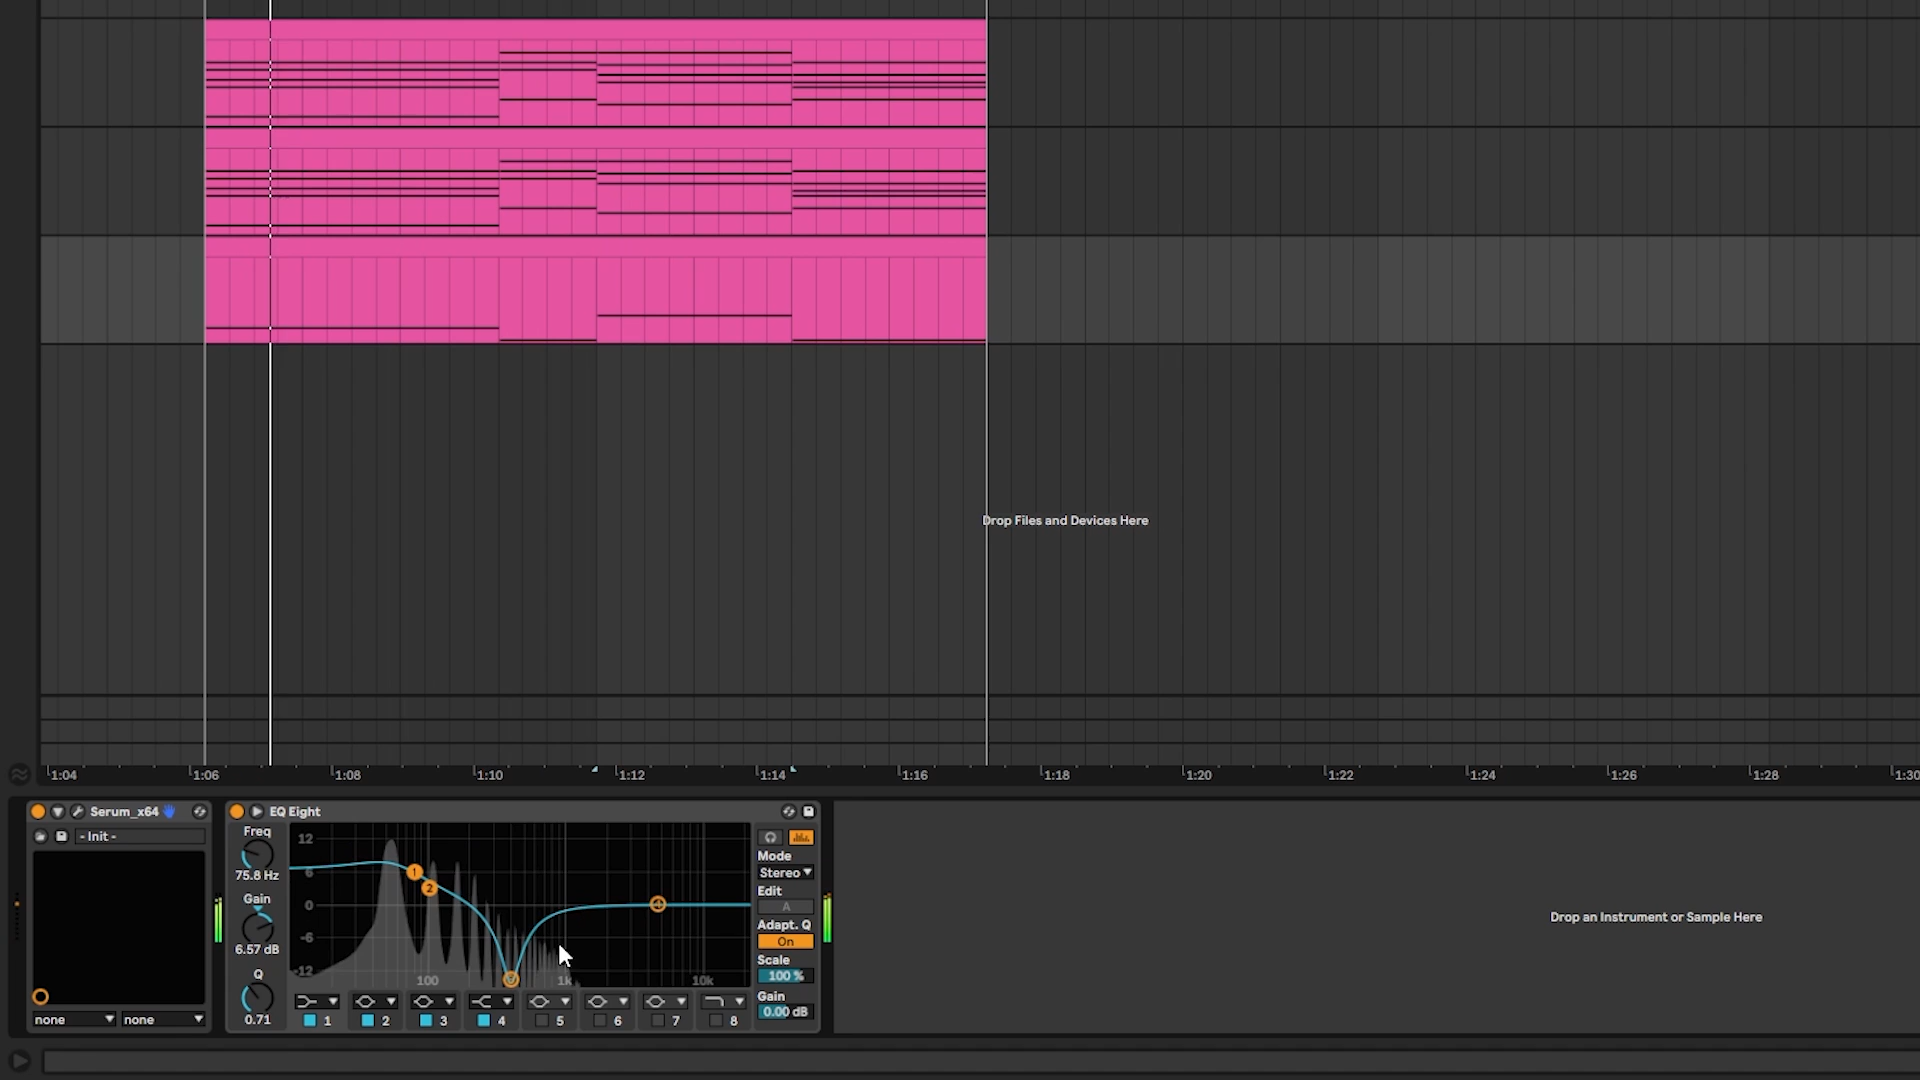 Drop Files and Devices Here
1:04 1:06 1:08 1:10 1:12 1:14 1:16 1:18 1:20 1:22 1:24 1:26 1:28 1:30
Serum_x64
- Init -
none none
EQ Eight
Freq
75.8 Hz
Gain
6.57 dB
Q
0.71
12
6
0
-6
-12
100 1k 10k
1
2
1 2 3 4 5 6 7 8
Mode
Stereo
Edit
A
Adapt. Q
On
Scale
100 %
Gain
0.00 dB
Drop an Instrument or Sample Here